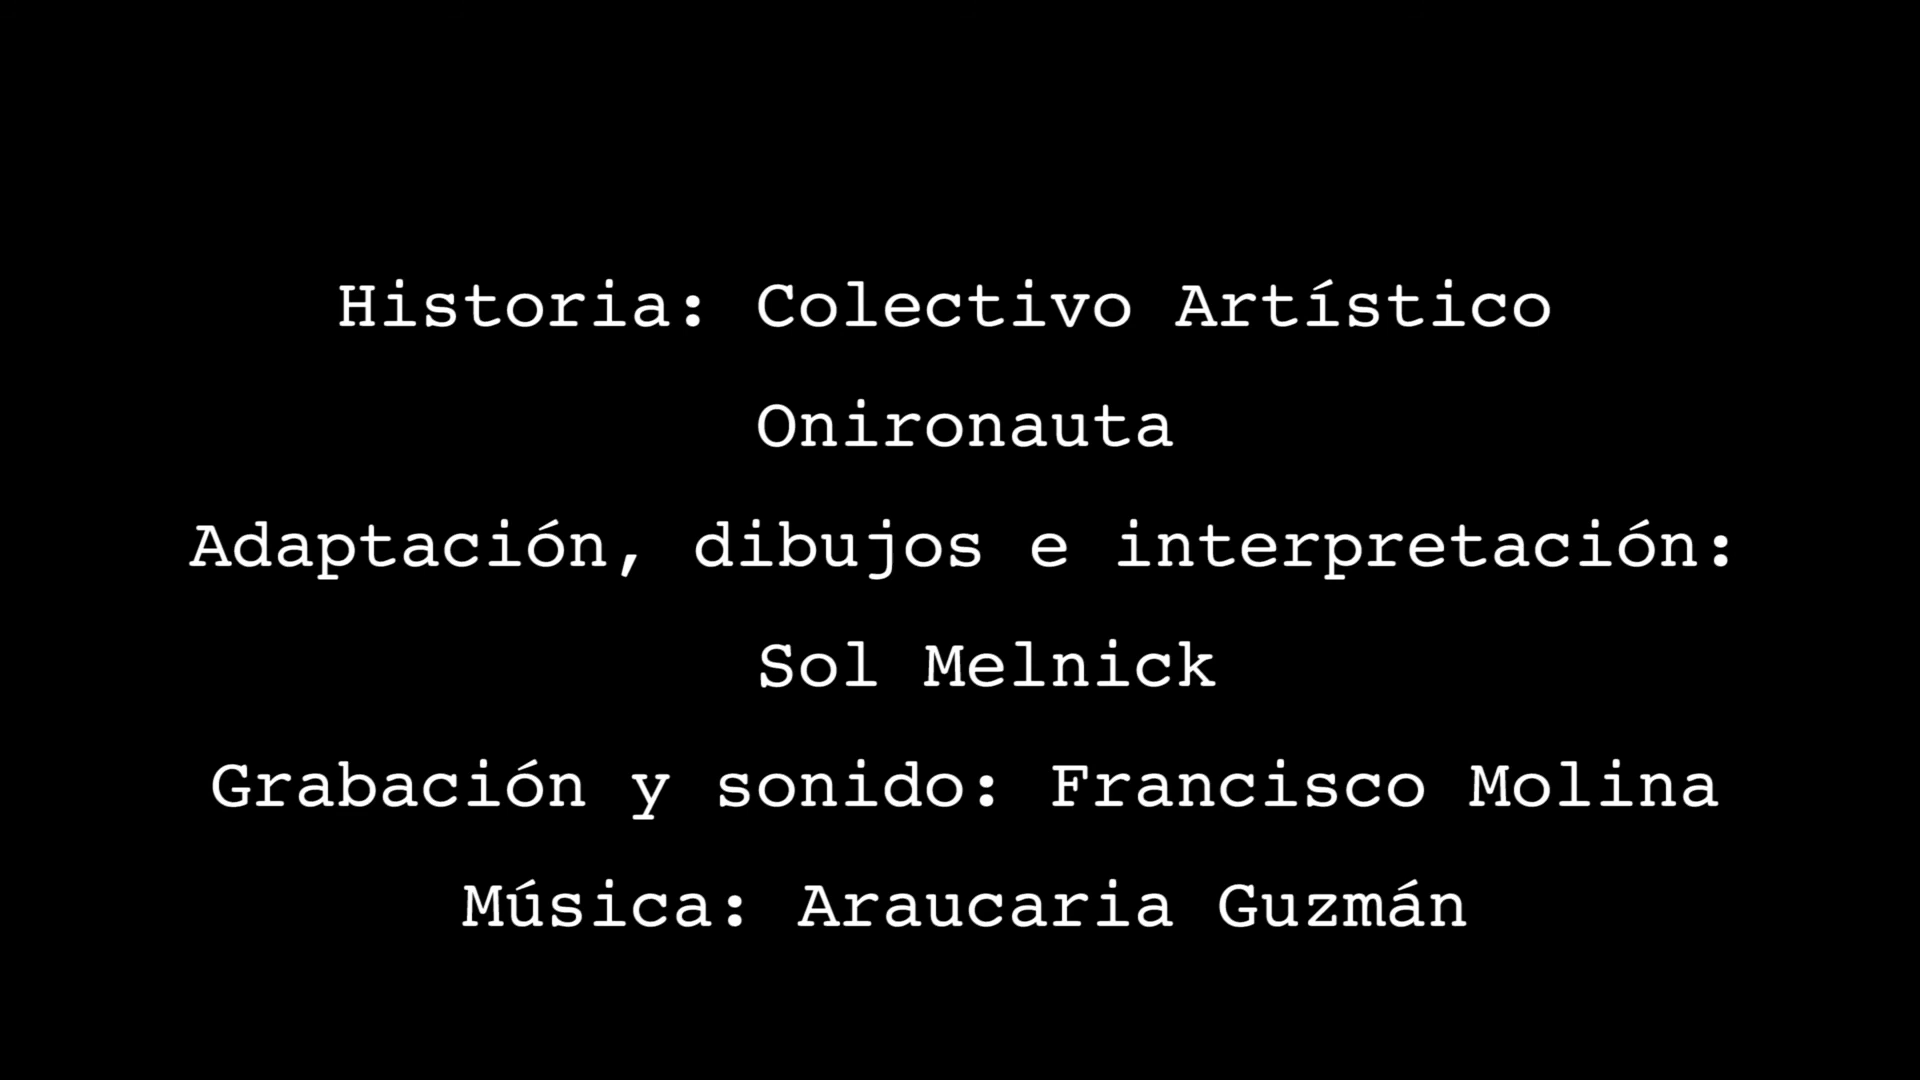 Historia: Colectivo Artístico
Onironauta
Adaptación, dibujos e interpretación:
Sol Melnick
Grabación y sonido: Francisco Molina
Música: Araucaria Guzmán